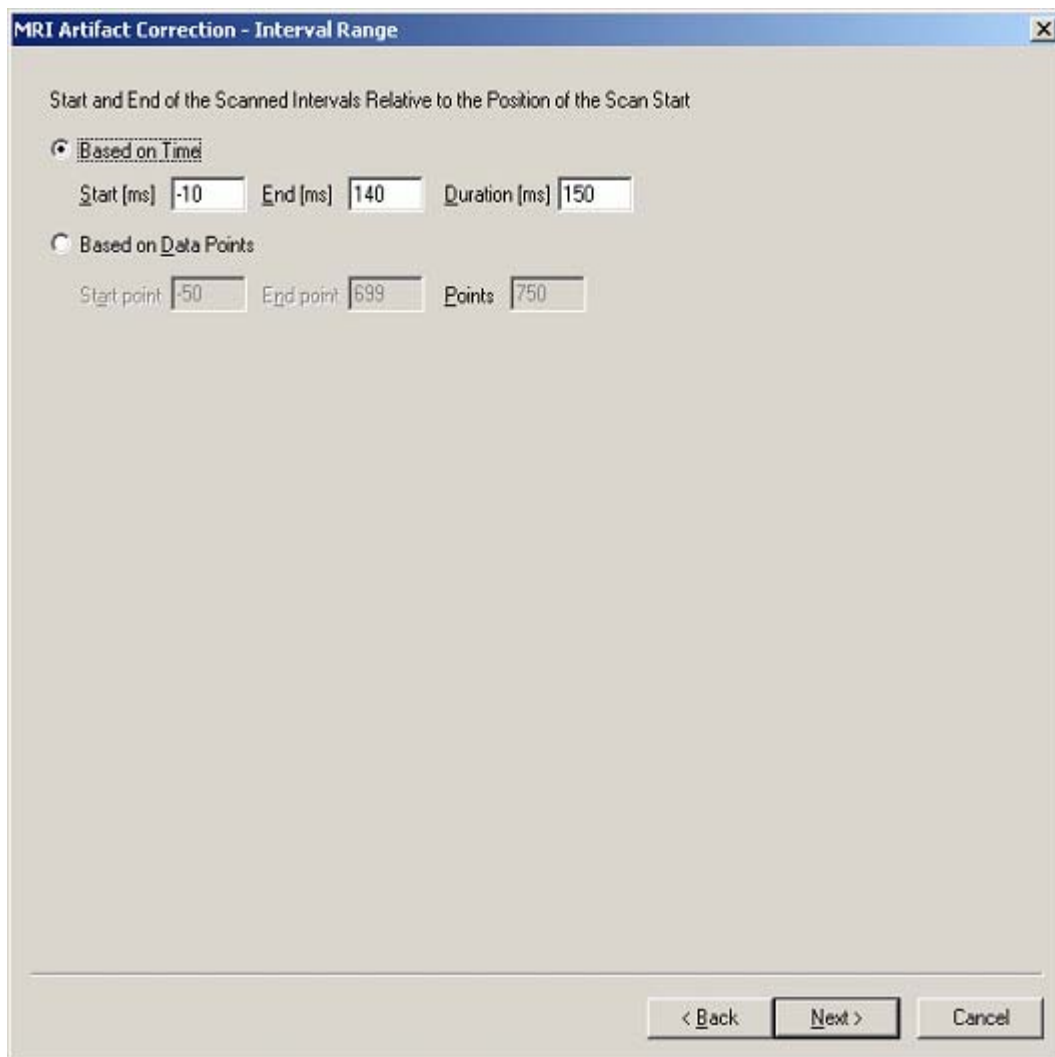 MRI Artifact Correction - Interval Range
Start and End of the Scanned Intervals Relative to the Position of the Scan Start
Based on Time
Start [ms] -10 End [ms] 140 Duration [ms] 150
Based on Data Points
Start point -50 End point 699 Points 750
< Back Next > Cancel